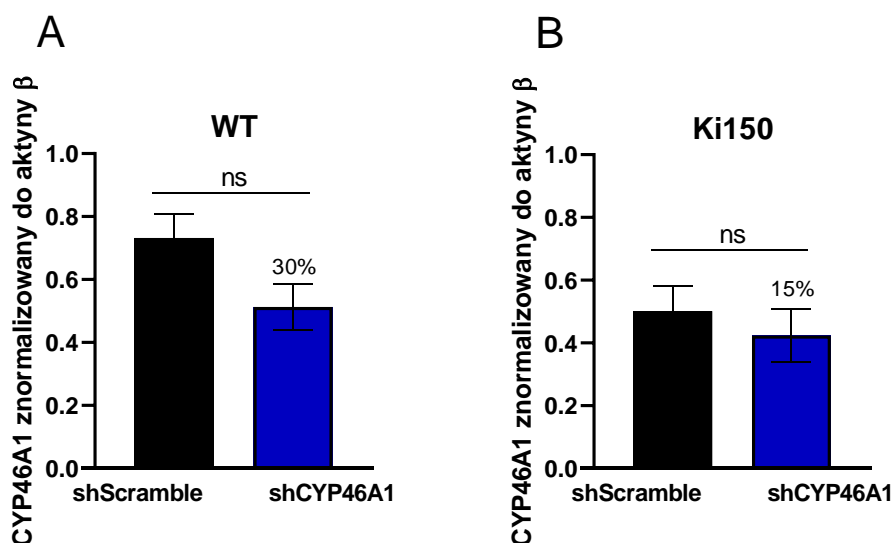 A
WT
CYP46A1 znormalizowany do aktyny β
1.0
0.8
0.6
0.4
0.2
0.0
ns
30%
shScramble
shCYP46A1
B
Ki150
CYP46A1 znormalizowany do aktyny β
1.0
0.8
0.6
0.4
0.2
0.0
ns
15%
shScramble
shCYP46A1